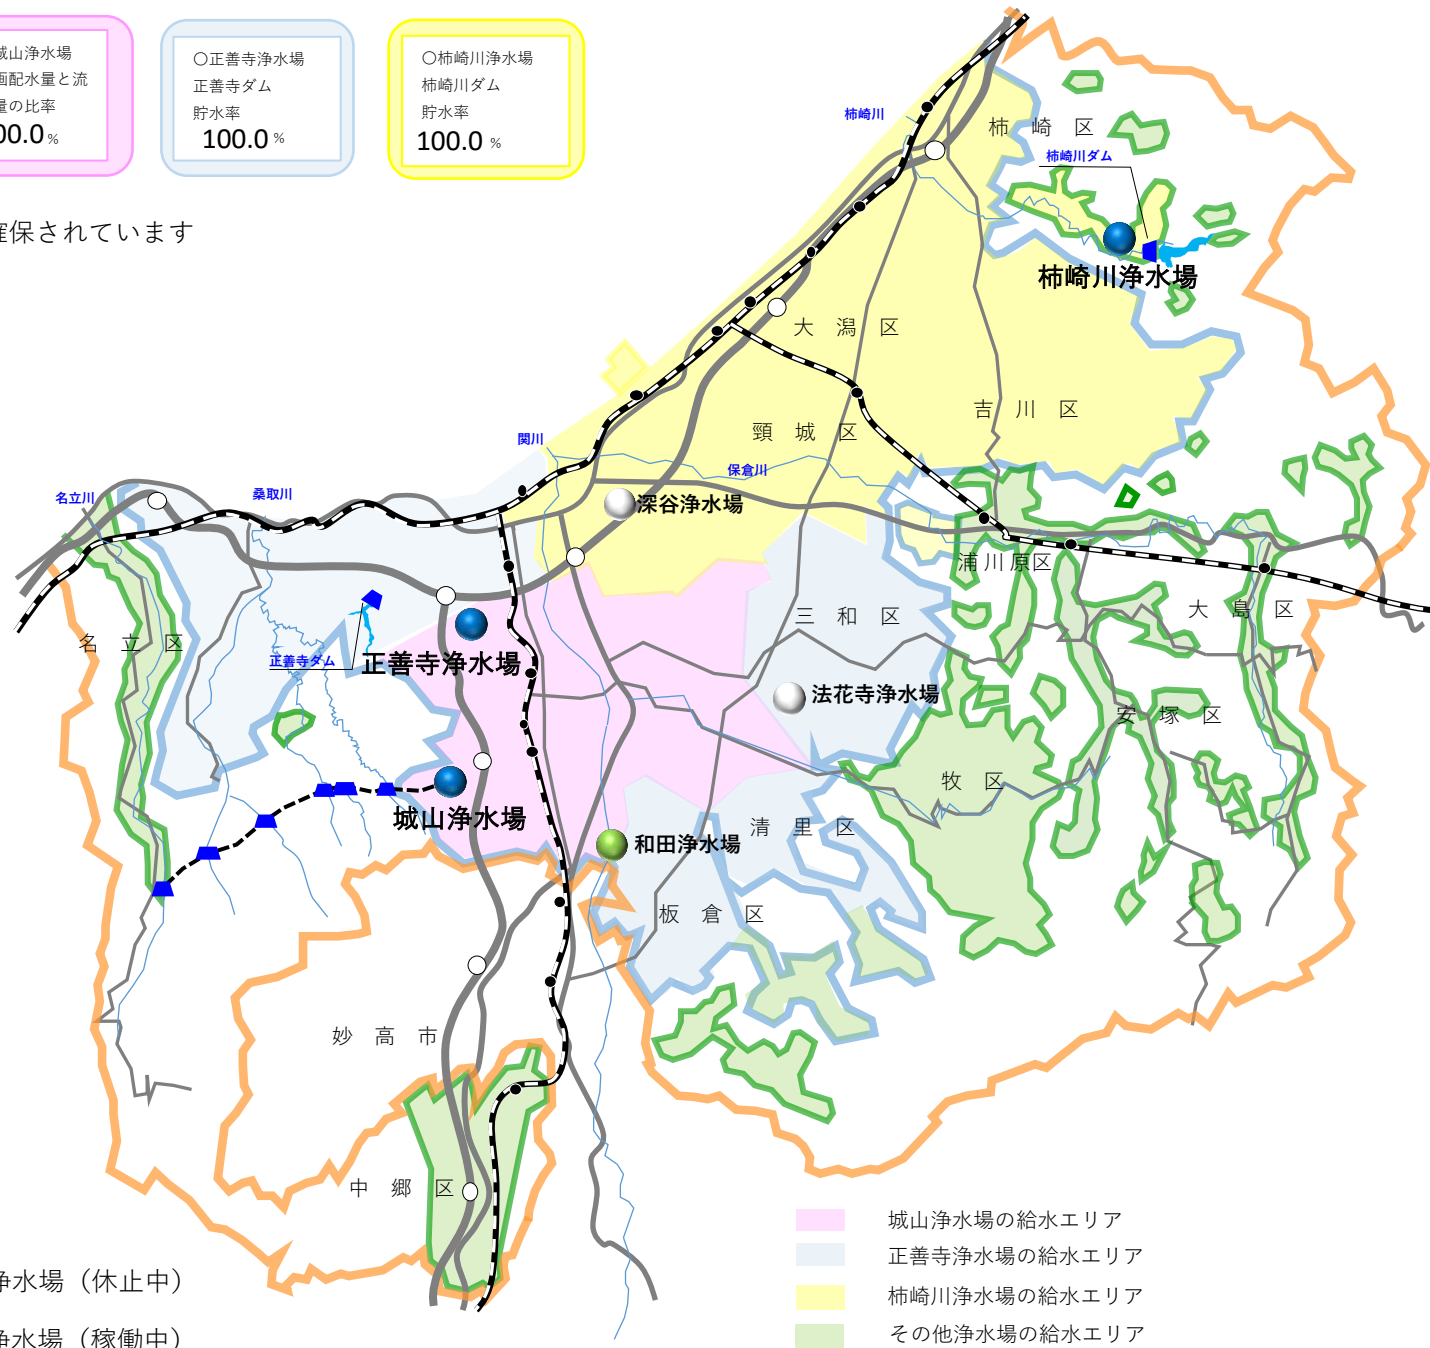 城山浄水場
画配水量と流
量の比率
00.0%
〇正善寺浄水場
正善寺ダム
貯水率
100.0%
〇柿崎川浄水場
柿崎川ダム
貯水率
100.0%
確保されています
柿崎川
柿崎区
柿崎川ダム
柿崎川浄水場
大潟区
吉川区
頸城区
関川
保倉川
名立川
桑取川
深谷浄水場
浦川原区
大島区
三和区
名立区
正善寺ダム
正善寺浄水場
法花寺浄水場
安塚区
牧区
城山浄水場
清里区
和田浄水場
板倉区
妙高市
中郷区
城山浄水場の給水エリア
正善寺浄水場の給水エリア
柿崎川浄水場の給水エリア
その他浄水場の給水エリア
浄水場（休止中）
浄水場（稼働中）